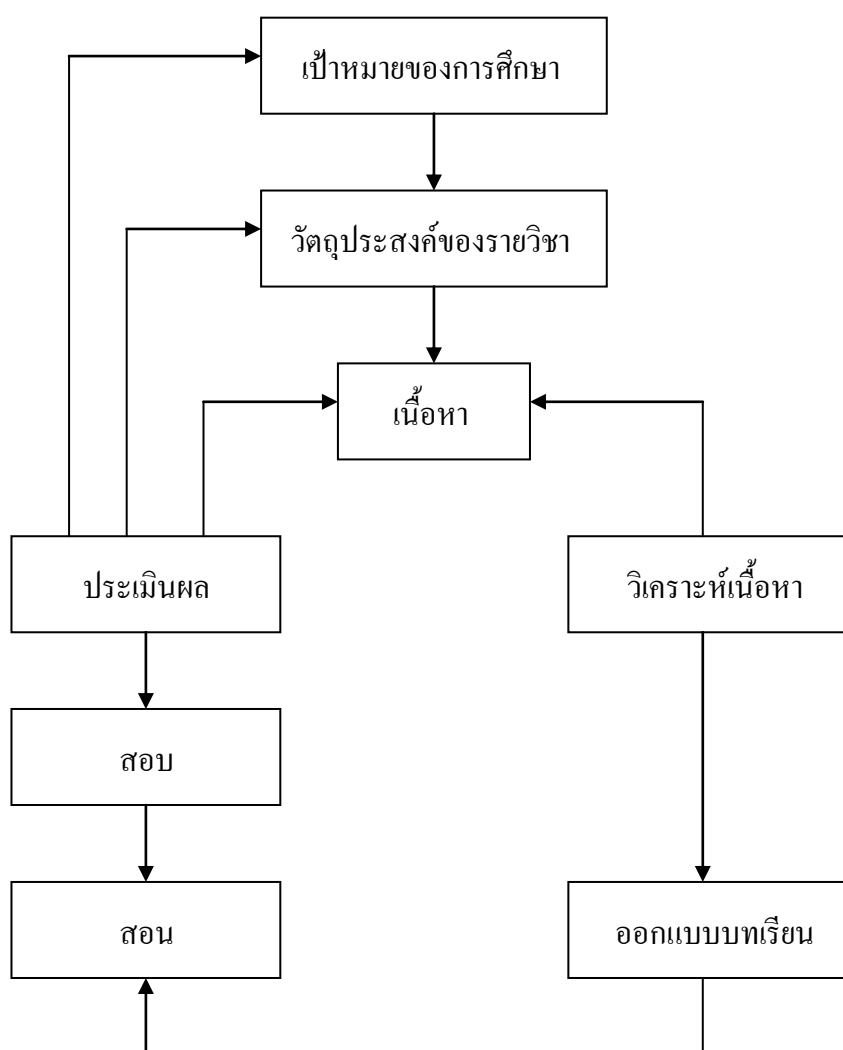 เป้าหมายของการศึกษา
วัตถุประสงค์ของรายวิชา
เนื้อหา
ประเมินผล
วิเคราะห์เนื้อหา
สอบ
สอน
ออกแบบบทเรียน